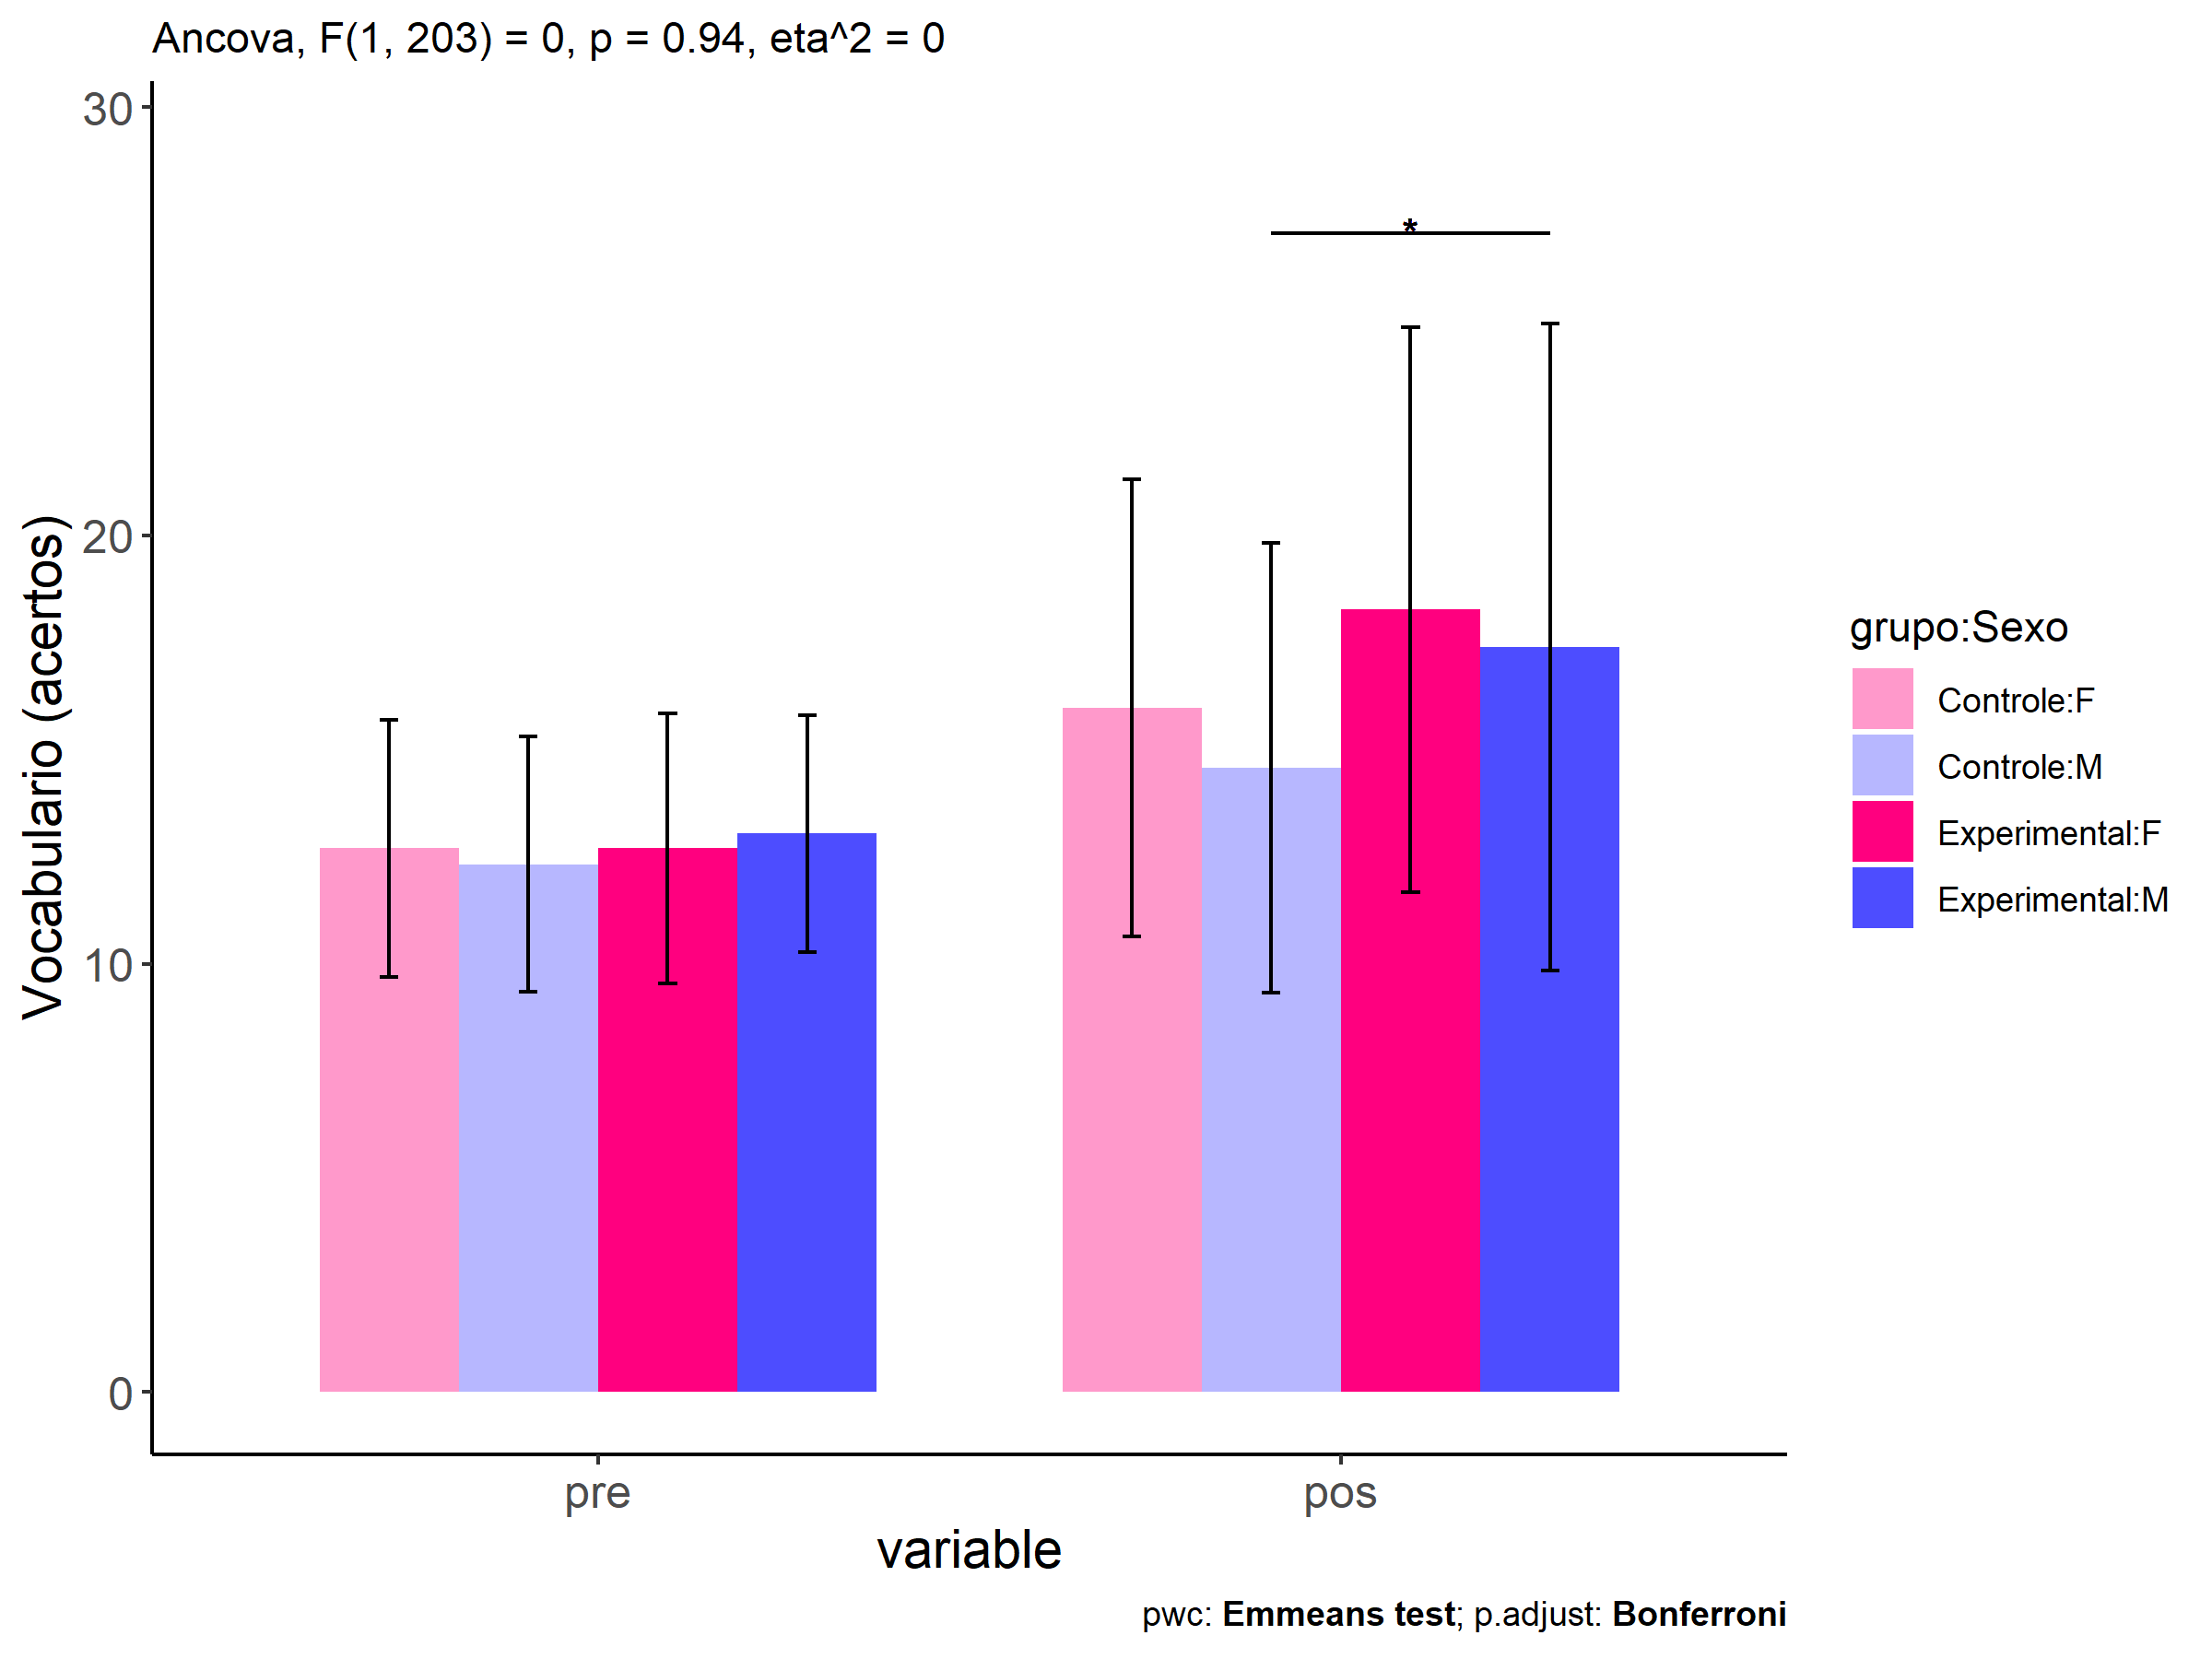 Ancova, F(1, 203) = 0, p = 0.94, eta^2 = 0
Vocabulario (acertos)
30
20
10
0
*
pre
pos
variable
grupo:Sexo
Controle:F
Controle:M
Experimental:F
Experimental:M
pwc: Emmeans test; p.adjust: Bonferroni